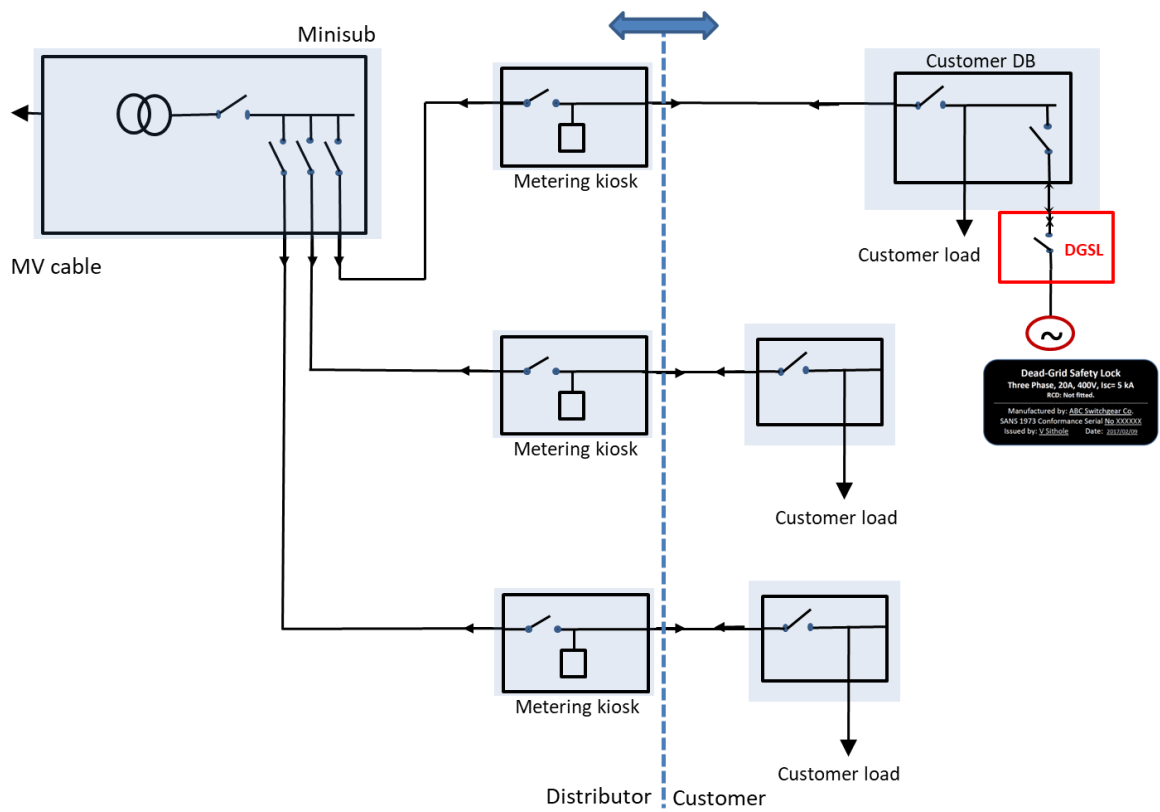 Minisub
Customer DB
Metering kiosk
Customer load
DGSL
MV cable
~
Dead-Grid Safety Lock
Three Phase, 20A, 400V, Isc= 5 kA
RCD: Not fitted.
Manufactured by: ABC Switchgear Co.
SANS 1973 Conformance Serial No XXXXXX
Issued by: V Sithole Date: 2017/02/09
Metering kiosk
Customer load
Metering kiosk
Customer load
Distributor
Customer